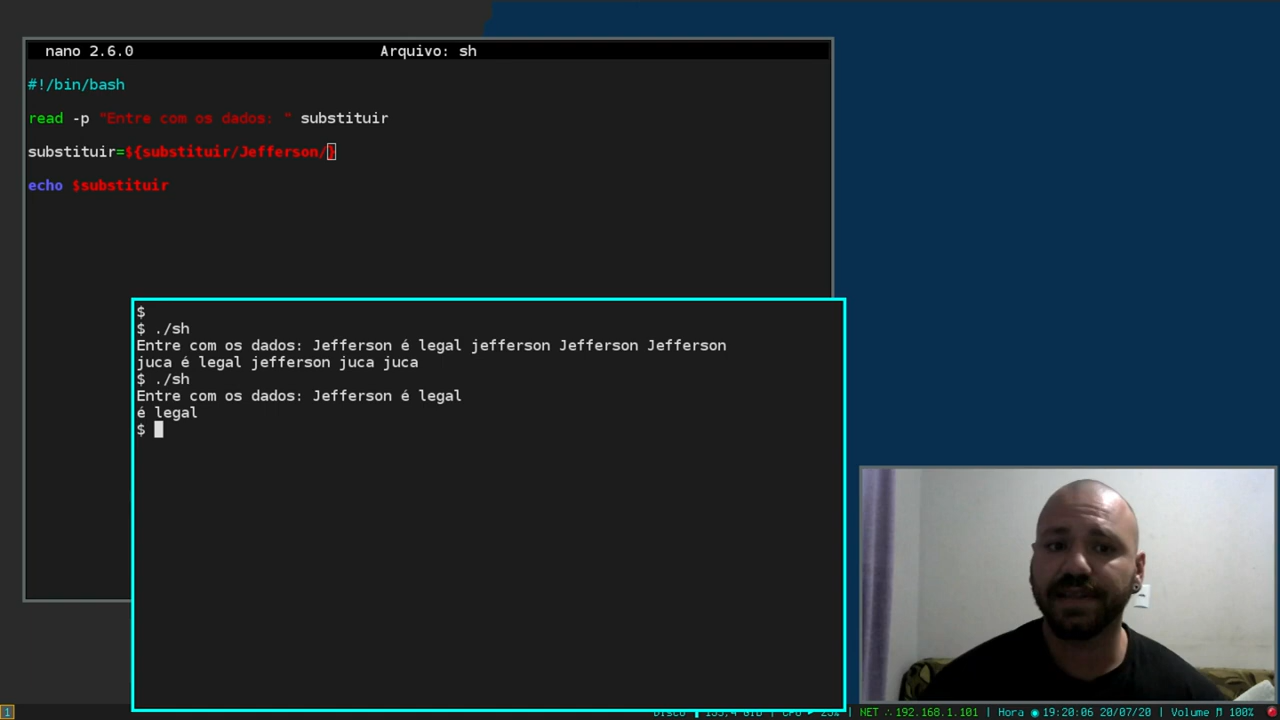 nano 2.6.0 Arquivo: sh
#!/bin/bash
read -p "Entre com os dados: " substituir
substituir=${substituir/Jefferson/}
echo $substituir
$
$ ./sh
Entre com os dados: Jefferson é legal jefferson Jefferson Jefferson
juca é legal jefferson juca juca
$ ./sh
Entre com os dados: Jefferson é legal
é legal
$
1
| NET ∴ 192.168.1.101 | Hora ◉ 19:20:06 20/07/20 | Volume 100%